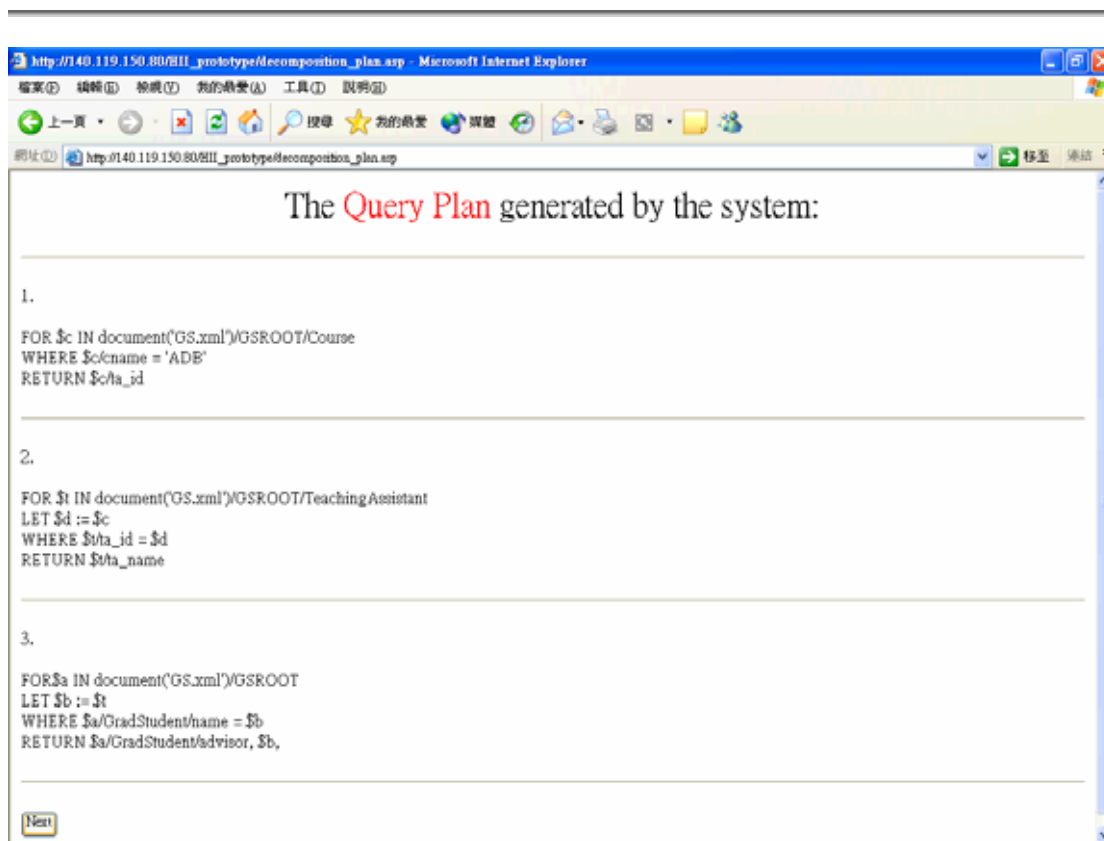 http://140.119.150.80/HII_prototype/decomposition_plan.asp - Microsoft Internet Explorer
檔案(F) 編輯(E) 檢視(V) 我的最愛(A) 工具(T) 說明(H)
上一頁 搜尋 我的最愛 媒體
網址(D) http://140.119.150.80/HII_prototype/decomposition_plan.asp 移至 連結
The Query Plan generated by the system:
1.
FOR $c IN document('GS.xml')/GSROOT/Course
WHERE $c/cname = 'ADB'
RETURN $c/ta_id
2.
FOR $t IN document('GS.xml')/GSROOT/TeachingAssistant
LET $d := $c
WHERE $t/ta_id = $d
RETURN $t/ta_name
3.
FOR$a IN document('GS.xml')/GSROOT
LET $b := $t
WHERE $a/GradStudent/name = $b
RETURN $a/GradStudent/advisor, $b,
Next